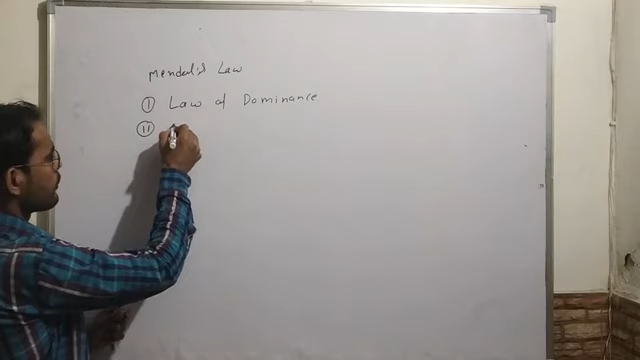 Mendel's Law
① Law of Dominance
⑪